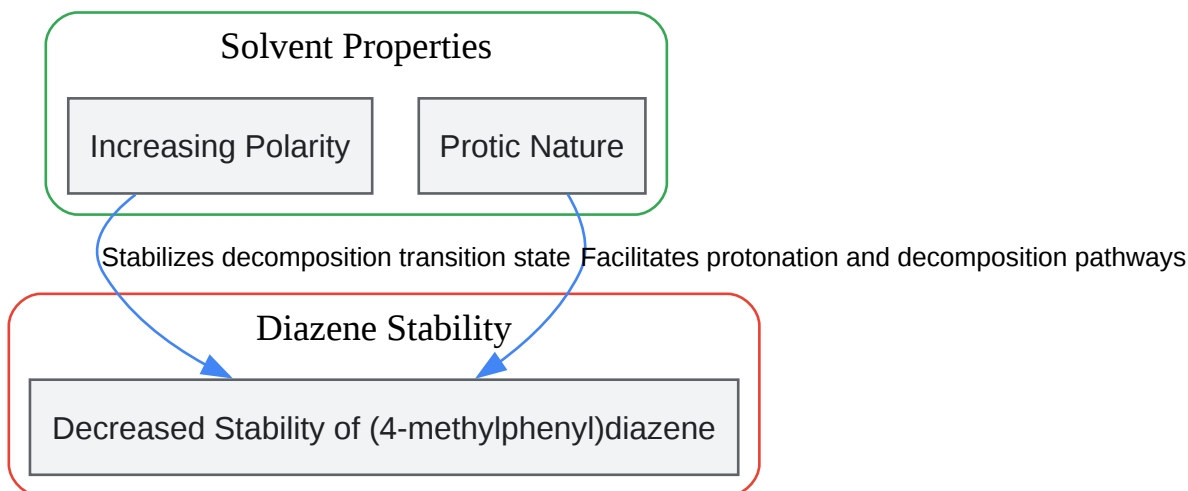 Solvent Properties
Increasing Polarity
Protic Nature
Stabilizes decomposition transition state
Facilitates protonation and decomposition pathways
Diazene Stability
Decreased Stability of (4-methylphenyl)diazene